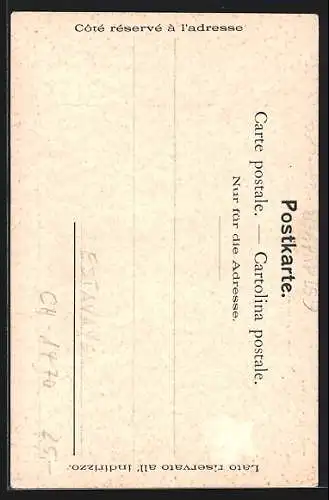 Côté réservé à l'adresse
Postkarte.
Carte postale. — Cartolina postale.
Nur für die Adresse.
Lato riservato all' indirizzo.
ESTAVAYE
CH-1470 25,-